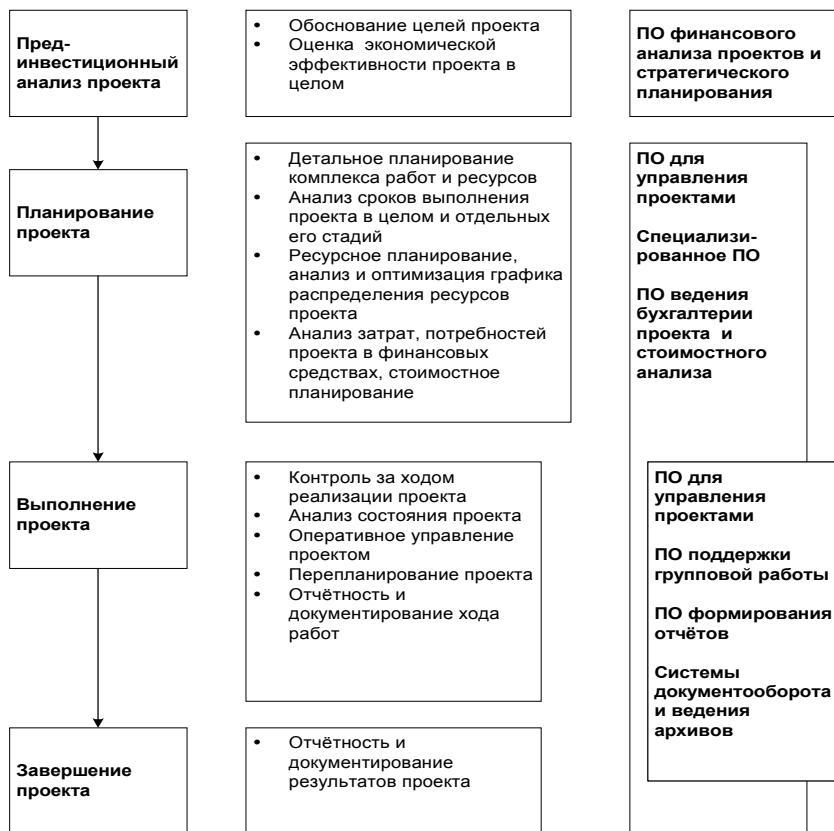 Пред-
инвестиционный
анализ проекта
• Обоснование целей проекта
• Оценка экономической
эффективности проекта в
целом
ПО финансового
анализа проектов и
стратегического
планирования
Планирование
проекта
• Детальное планирование
комплекса работ и ресурсов
• Анализ сроков выполнения
проекта в целом и отдельных
его стадий
• Ресурсное планирование,
анализ и оптимизация графика
распределения ресурсов
проекта
• Анализ затрат, потребностей
проекта в финансовых
средствах, стоимостное
планирование
ПО для
управления
проектами
Специализи-
рованное ПО
ПО ведения
бухгалтерии
проекта и
стоимостного
анализа
Выполнение
проекта
• Контроль за ходом
реализации проекта
• Анализ состояния проекта
• Оперативное управление
проектом
• Перепланирование проекта
• Отчётность и
документирование хода
работ
ПО для
управления
проектами
ПО поддержки
групповой работы
ПО формирования
отчётов
Системы
документооборота
и ведения
архивов
Завершение
проекта
• Отчётность и
документирование
результатов проекта